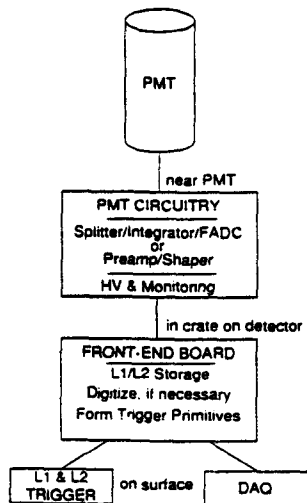 PMT
near PMT
PMT CIRCUITRY
Splitter/Integrator/FADC
or
Preamp/Shaper
HV & Monitoring
in crate on detector
FRONT-END BOARD
L1/L2 Storage
Digitize, if necessary
Form Trigger Primitives
L1 & L2
TRIGGER
on surface
DAQ